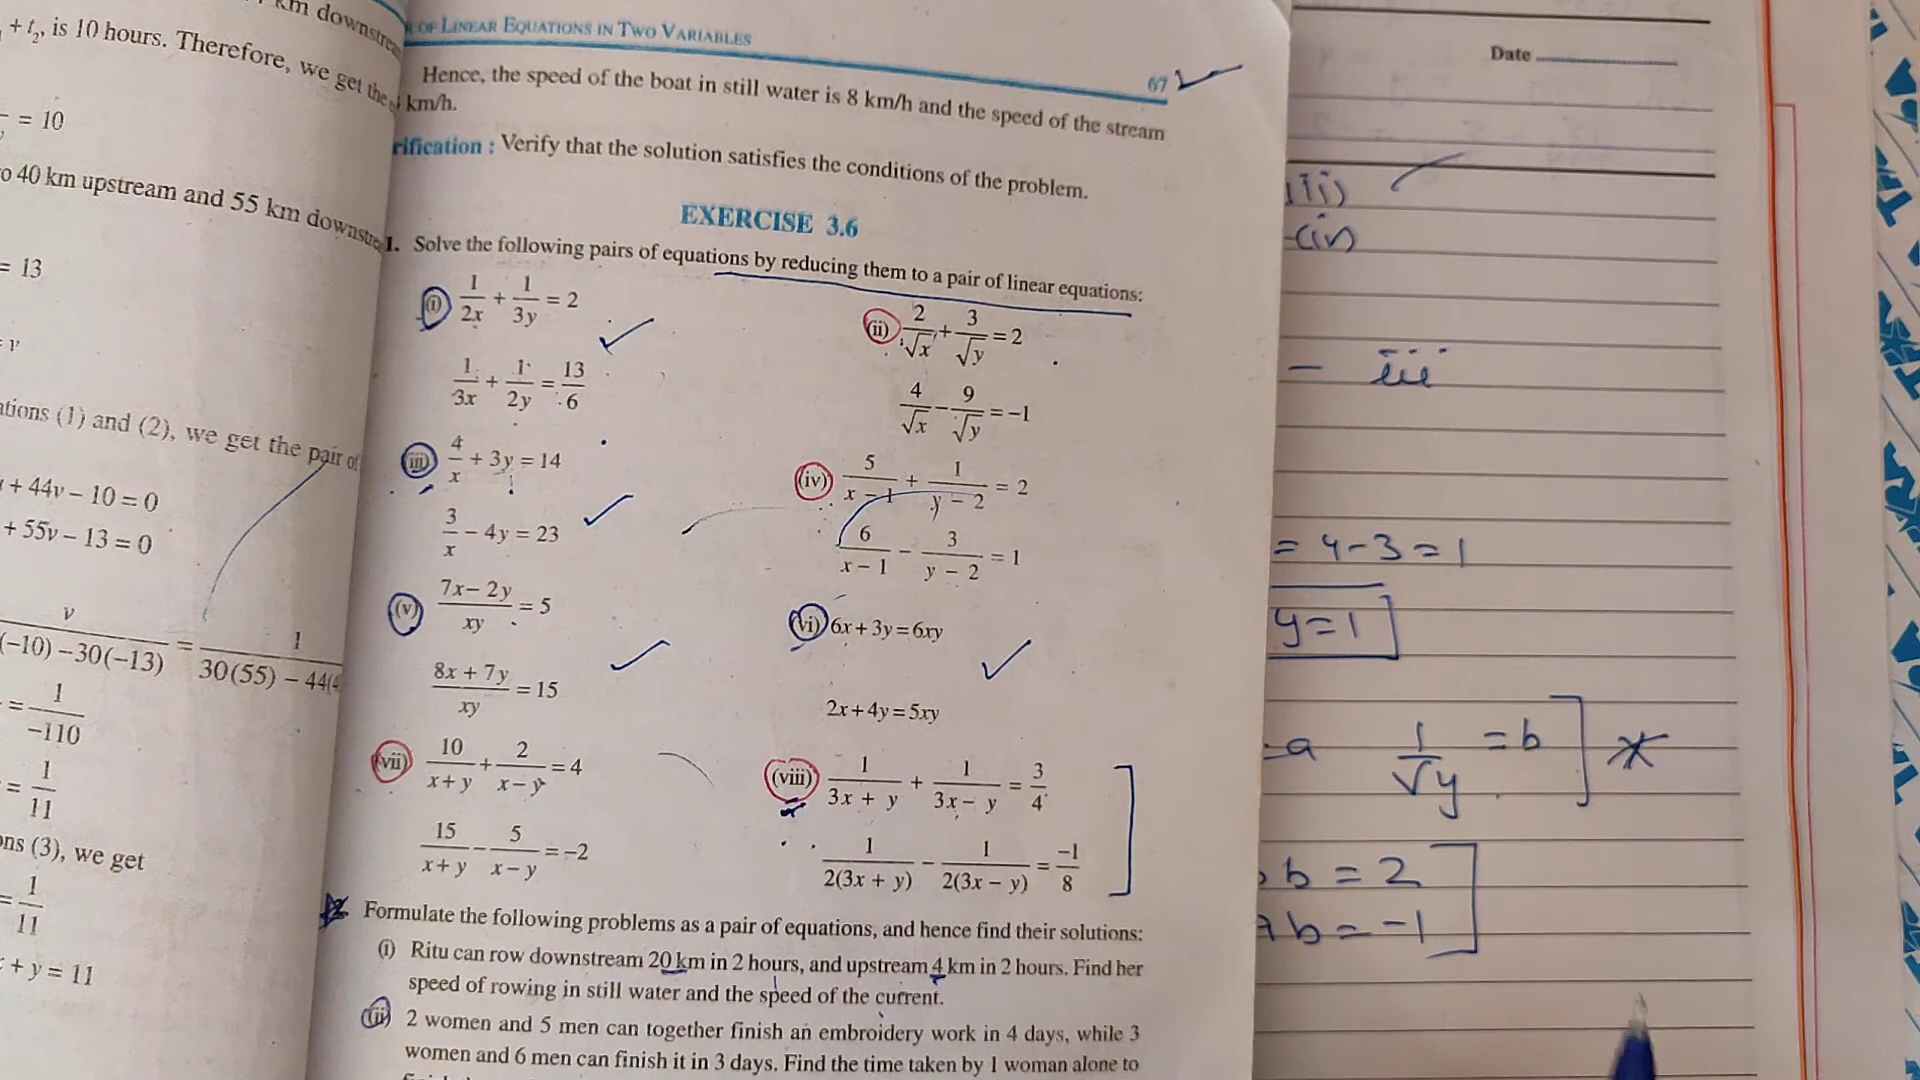 km downstream
+ t₂, is 10 hours. Therefore, we get the
= 10
40 km upstream and 55 km downstre
= 13
ations (1) and (2), we get the pair of
+ 44v – 10 = 0
+ 55v – 13 = 0
v/((–10) – 30(–13)) = 1/(30(55) – 44(4
= 1/–110
= 1/11
ons (3), we get
= 1/11
+ y = 11
R OF LINEAR EQUATIONS IN TWO VARIABLES
67
Hence, the speed of the boat in still water is 8 km/h and the speed of the stream
km/h.
rification : Verify that the solution satisfies the conditions of the problem.
EXERCISE 3.6
1. Solve the following pairs of equations by reducing them to a pair of linear equations:
(i) 1/2x + 1/3y = 2
1/3x + 1/2y = 13/6
(ii) 2/√x + 3/√y = 2
4/√x – 9/√y = –1
(iii) 4/x + 3y = 14
3/x – 4y = 23
(iv) 5/(x – 1) + 1/(y – 2) = 2
6/(x – 1) – 3/(y – 2) = 1
(v) (7x – 2y)/xy = 5
(8x + 7y)/xy = 15
(vi) 6x + 3y = 6xy
2x + 4y = 5xy
(vii) 10/(x + y) + 2/(x – y) = 4
15/(x + y) – 5/(x – y) = –2
(viii) 1/(3x + y) + 1/(3x – y) = 3/4
1/2(3x + y) – 1/2(3x – y) = –1/8
2. Formulate the following problems as a pair of equations, and hence find their solutions:
(i) Ritu can row downstream 20 km in 2 hours, and upstream 4 km in 2 hours. Find her
speed of rowing in still water and the speed of the current.
(ii) 2 women and 5 men can together finish an embroidery work in 4 days, while 3
women and 6 men can finish it in 3 days. Find the time taken by 1 woman alone to
Date
iii)
– iii
= 4 – 3 = 1
y = 1
a 1/√y = b
b = 2
b = –1